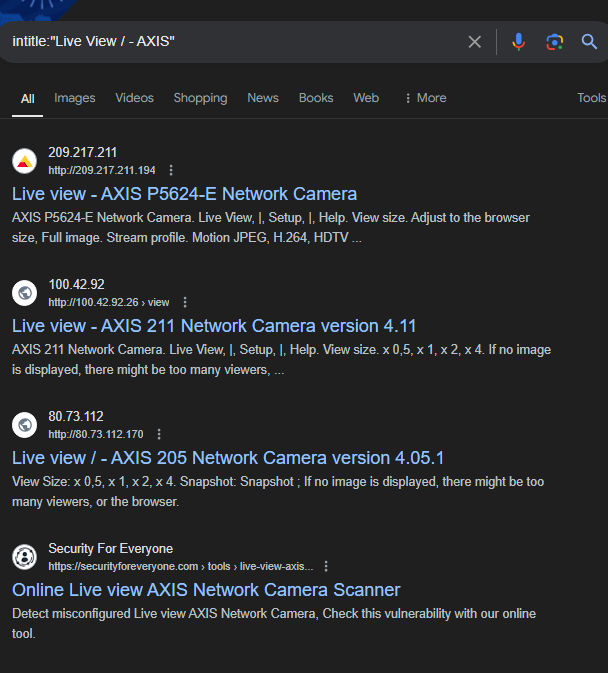 intitle:"Live View / - AXIS"
All Images Videos Shopping News Books Web More Tools
209.217.211
http://209.217.211.194
Live view - AXIS P5624-E Network Camera
AXIS P5624-E Network Camera. Live View, |, Setup, |, Help. View size. Adjust to the browser
size, Full image. Stream profile. Motion JPEG, H.264, HDTV ...
100.42.92
http://100.42.92.26 › view
Live view - AXIS 211 Network Camera version 4.11
AXIS 211 Network Camera. Live View, |, Setup, |, Help. View size. x 0,5, x 1, x 2, x 4. If no image
is displayed, there might be too many viewers, ...
80.73.112
http://80.73.112.170
Live view / - AXIS 205 Network Camera version 4.05.1
View Size: x 0,5, x 1, x 2, x 4. Snapshot: Snapshot ; If no image is displayed, there might be too
many viewers, or the browser.
Security For Everyone
https://securityforeveryone.com › tools › live-view-axis...
Online Live view AXIS Network Camera Scanner
Detect misconfigured Live view AXIS Network Camera, Check this vulnerability with our online
tool.